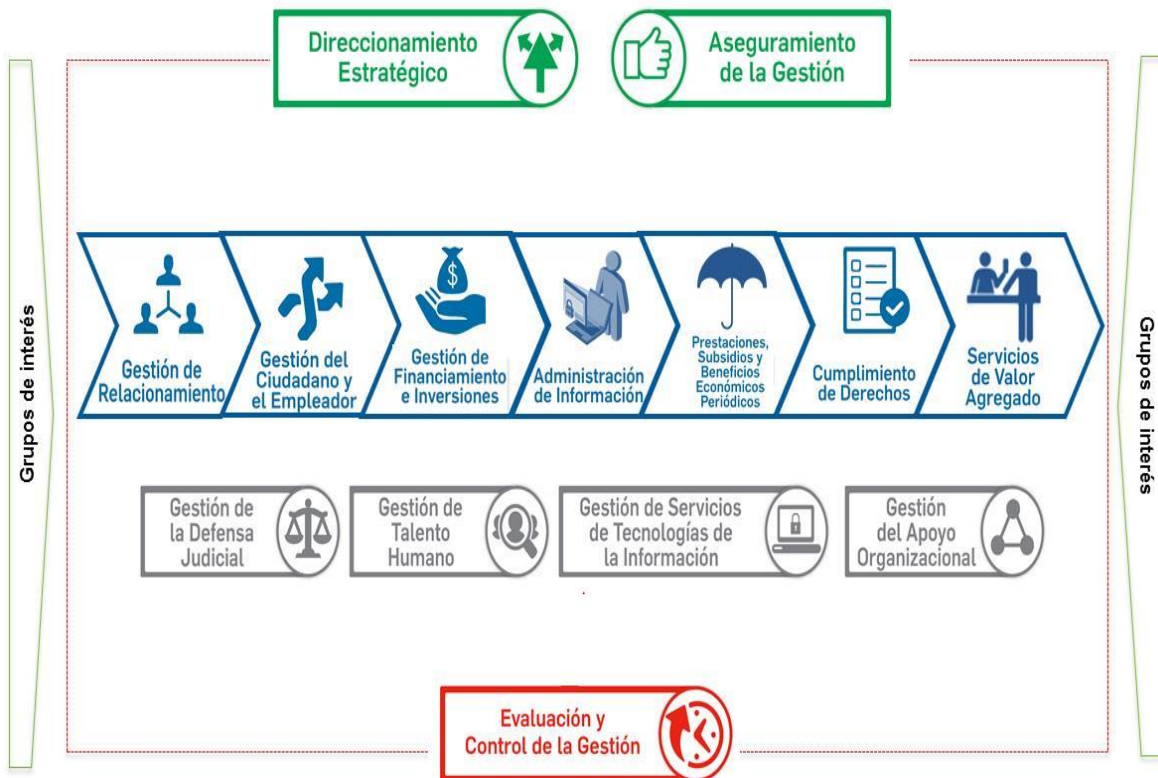 Direccionamiento
Estratégico
Aseguramiento
de la Gestión
Grupos de interés
$
Gestión de
Relacionamiento
Gestión del
Ciudadano y
el Empleador
Gestión de
Financiamiento
e Inversiones
Administración
de Información
Prestaciones,
Subsidios y
Beneficios
Económicos
Periódicos
Cumplimiento
de Derechos
Servicios
de Valor
Agregado
Grupos de interés
Gestión de
la Defensa
Judicial
Gestión de
Talento
Humano
Gestión de Servicios
de Tecnologías de
la Información
Gestión
del Apoyo
Organizacional
Evaluación y
Control de la Gestión